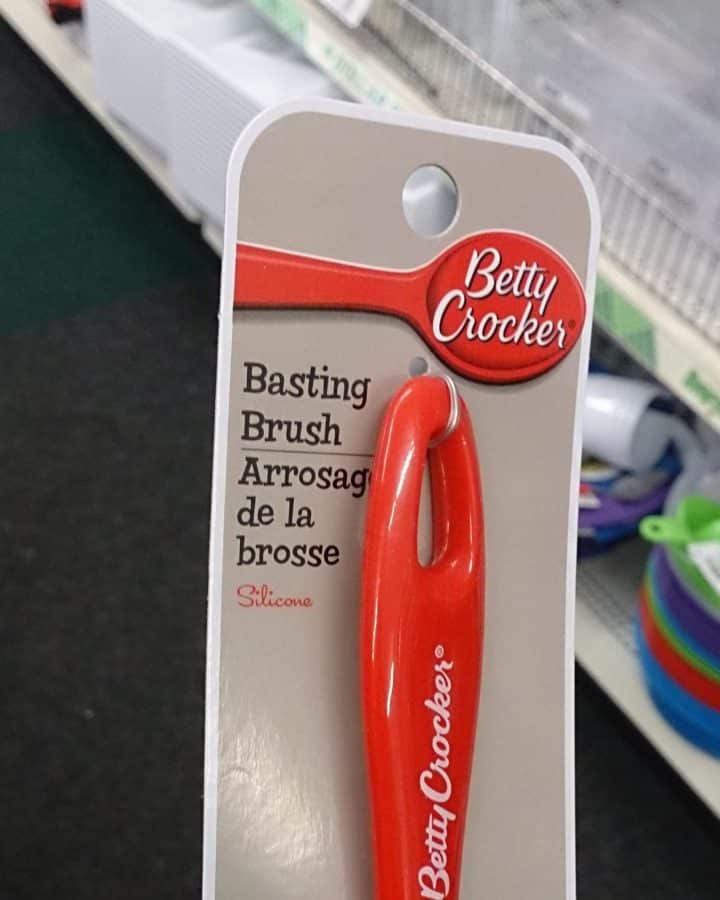 Betty
Crocker®
Basting
Brush
Arrosag
de la
brosse
Silicone
Betty Crocker®